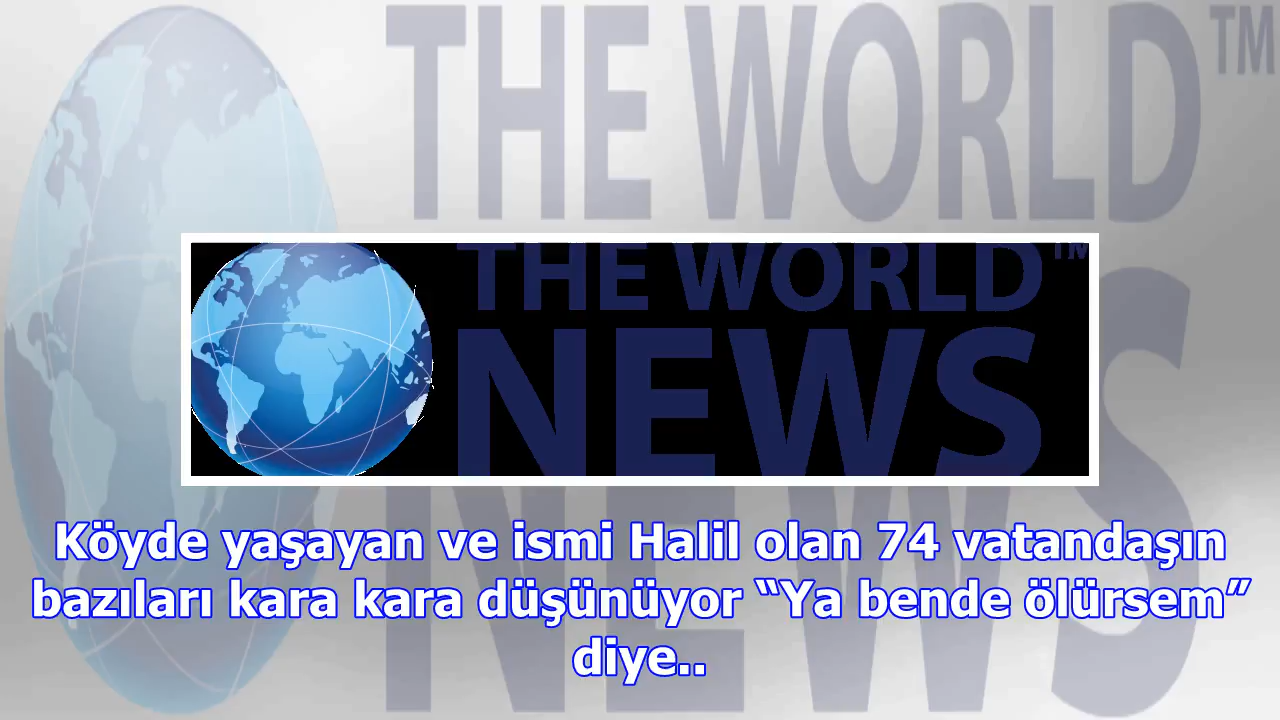 THE WORLD™
NEWS
THE WORLD™
NEWS
Köyde yaşayan ve ismi Halil olan 74 vatandaşın
bazıları kara kara düşünüyor “Ya bende ölürsem”
diye..